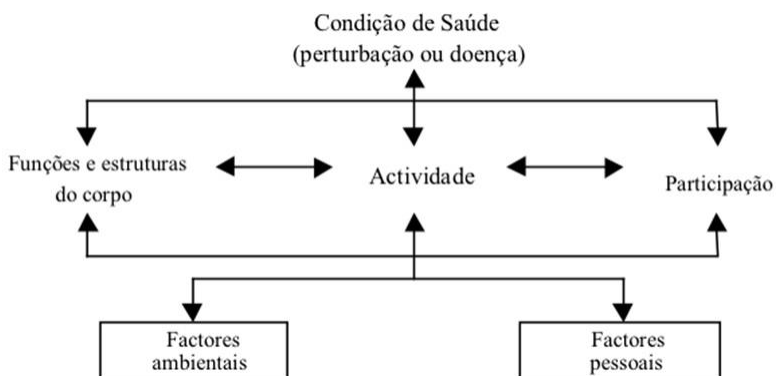 Condição de Saúde
(perturbação ou doença)
Funções e estruturas
do corpo
Actividade
Participação
Factores
ambientais
Factores
pessoais